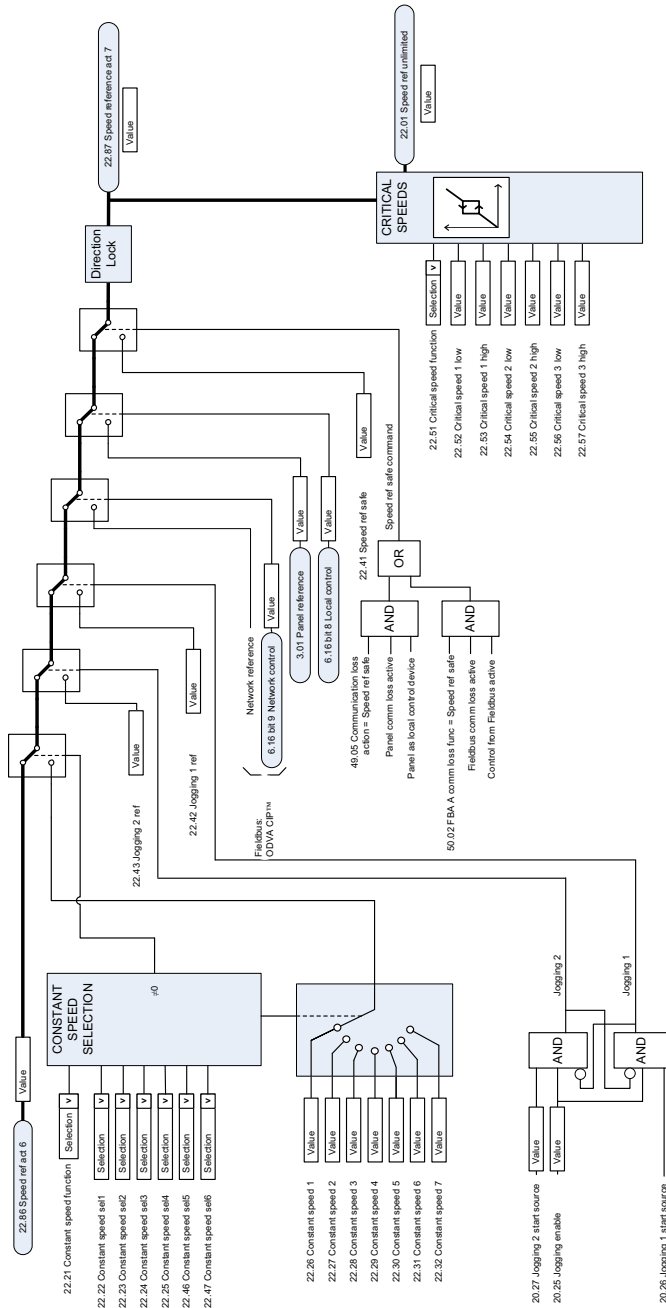 22.86 Speed ref act 6
Value
22.21 Constant speed function
Selection
v
22.22 Constant speed sel1
Selection
v
22.23 Constant speed sel2
Selection
v
22.24 Constant speed sel3
Selection
v
22.25 Constant speed sel4
Selection
v
22.46 Constant speed sel5
Selection
v
22.47 Constant speed sel6
Selection
v
CONSTANT
SPEED
SELECTION
≠0
22.26 Constant speed 1
Value
22.27 Constant speed 2
Value
22.28 Constant speed 3
Value
22.29 Constant speed 4
Value
22.30 Constant speed 5
Value
22.31 Constant speed 6
Value
22.32 Constant speed 7
Value
20.27 Jogging 2 start source
Value
20.25 Jogging enable
Value
20.26 Jogging 1 start source
AND
AND
Jogging 2
Jogging 1
22.43 Jogging 2 ref
Value
22.42 Jogging 1 ref
Value
Fieldbus:
ODVA CIP™
Network reference
6.16 bit 9 Network control
Value
3.01 Panel reference
Value
6.16 bit 8 Local control
Value
22.41 Speed ref safe
Value
49.05 Communication loss
action = Speed ref safe
Panel comm loss active
Panel as local control device
AND
50.02 FBA A comm loss func = Speed ref safe
Fieldbus comm loss active
Control from Fieldbus active
AND
OR
Speed ref safe command
Direction
Lock
22.87 Speed reference act 7
Value
22.51 Critical speed function
Selection
v
22.52 Critical speed 1 low
Value
22.53 Critical speed 1 high
Value
22.54 Critical speed 2 low
Value
22.55 Critical speed 2 high
Value
22.56 Critical speed 3 low
Value
22.57 Critical speed 3 high
Value
CRITICAL
SPEEDS
22.01 Speed ref unlimited
Value